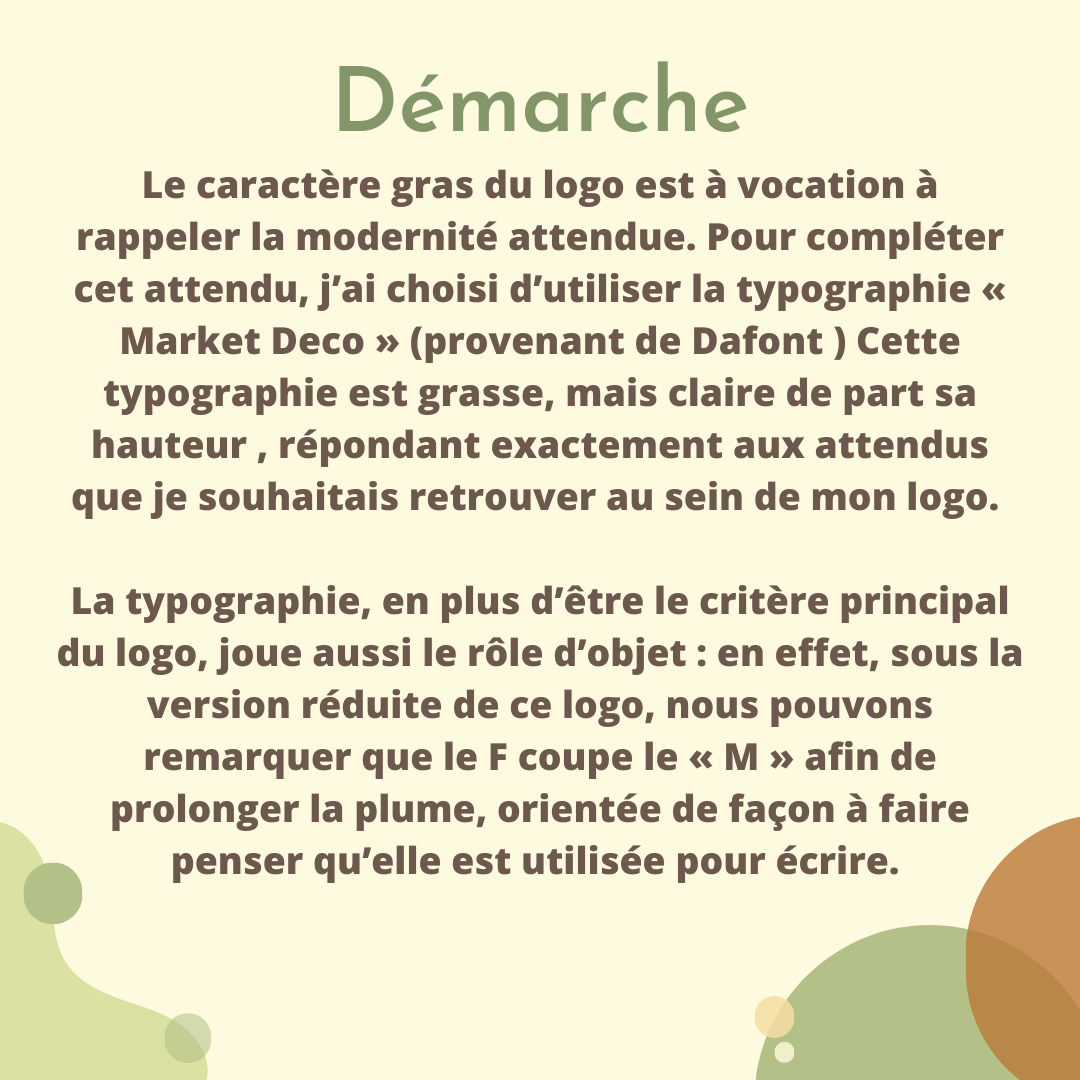 Démarche
Le caractère gras du logo est à vocation à
rappeler la modernité attendue. Pour compléter
cet attendu, j’ai choisi d’utiliser la typographie «
Market Deco » (provenant de Dafont ) Cette
typographie est grasse, mais claire de part sa
hauteur , répondant exactement aux attendus
que je souhaitais retrouver au sein de mon logo.
La typographie, en plus d’être le critère principal
du logo, joue aussi le rôle d’objet : en effet, sous la
version réduite de ce logo, nous pouvons
remarquer que le F coupe le « M » afin de
prolonger la plume, orientée de façon à faire
penser qu’elle est utilisée pour écrire.